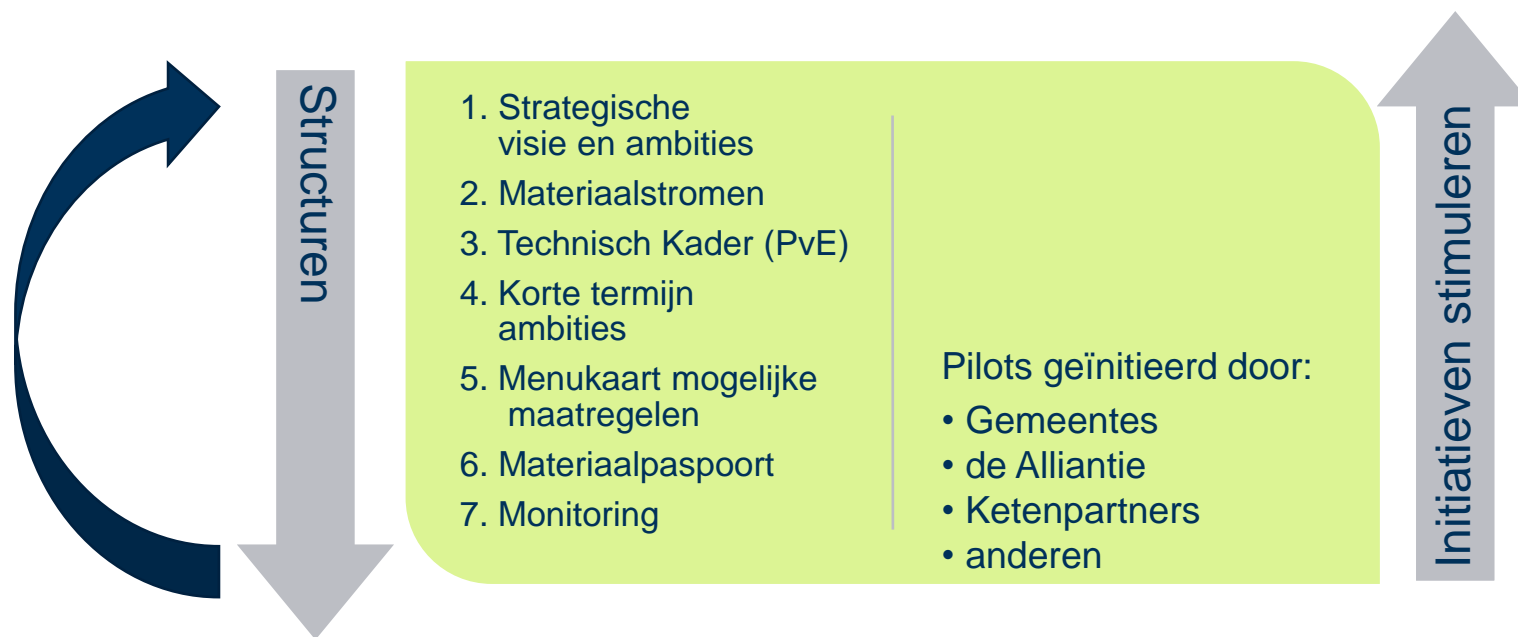 Structuren
1. Strategische
visie en ambities
2. Materiaalstromen
3. Technisch Kader (PvE)
4. Korte termijn
ambities
5. Menukaart mogelijke
maatregelen
6. Materiaalpaspoort
7. Monitoring
Pilots geïnitieerd door:
• Gemeentes
• de Alliantie
• Ketenpartners
• anderen
Initiatieven stimuleren